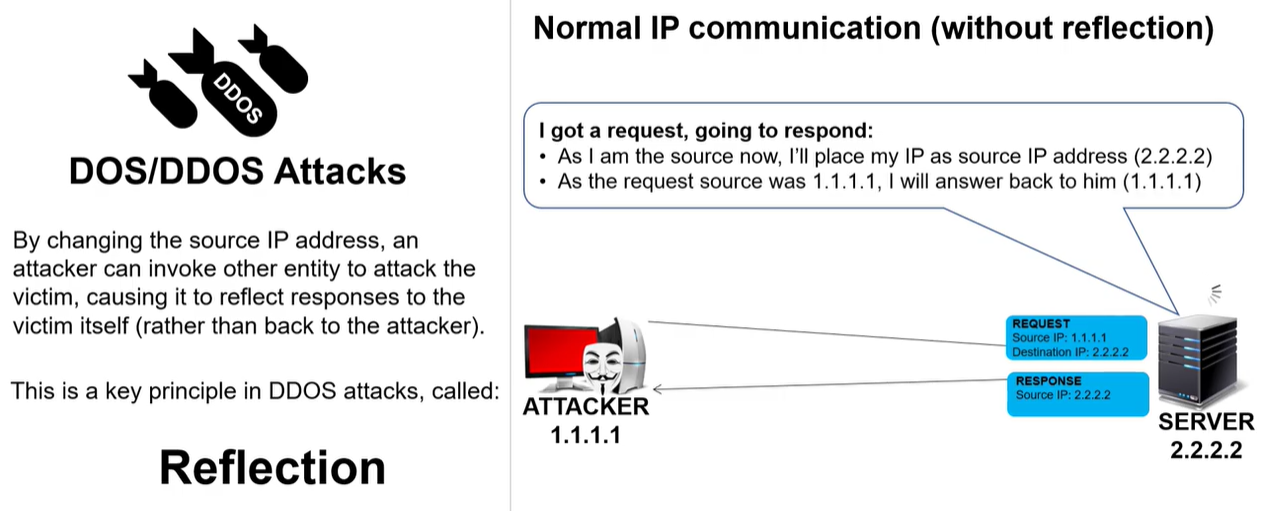 DDOS
DOS/DDOS Attacks
By changing the source IP address, an
attacker can invoke other entity to attack the
victim, causing it to reflect responses to the
victim itself (rather than back to the attacker).
This is a key principle in DDOS attacks, called:
Reflection
Normal IP communication (without reflection)
I got a request, going to respond:
• As I am the source now, I'll place my IP as source IP address (2.2.2.2)
• As the request source was 1.1.1.1, I will answer back to him (1.1.1.1)
REQUEST
Source IP: 1.1.1.1
Destination IP: 2.2.2.2
RESPONSE
Source IP: 2.2.2.2
ATTACKER
1.1.1.1
SERVER
2.2.2.2